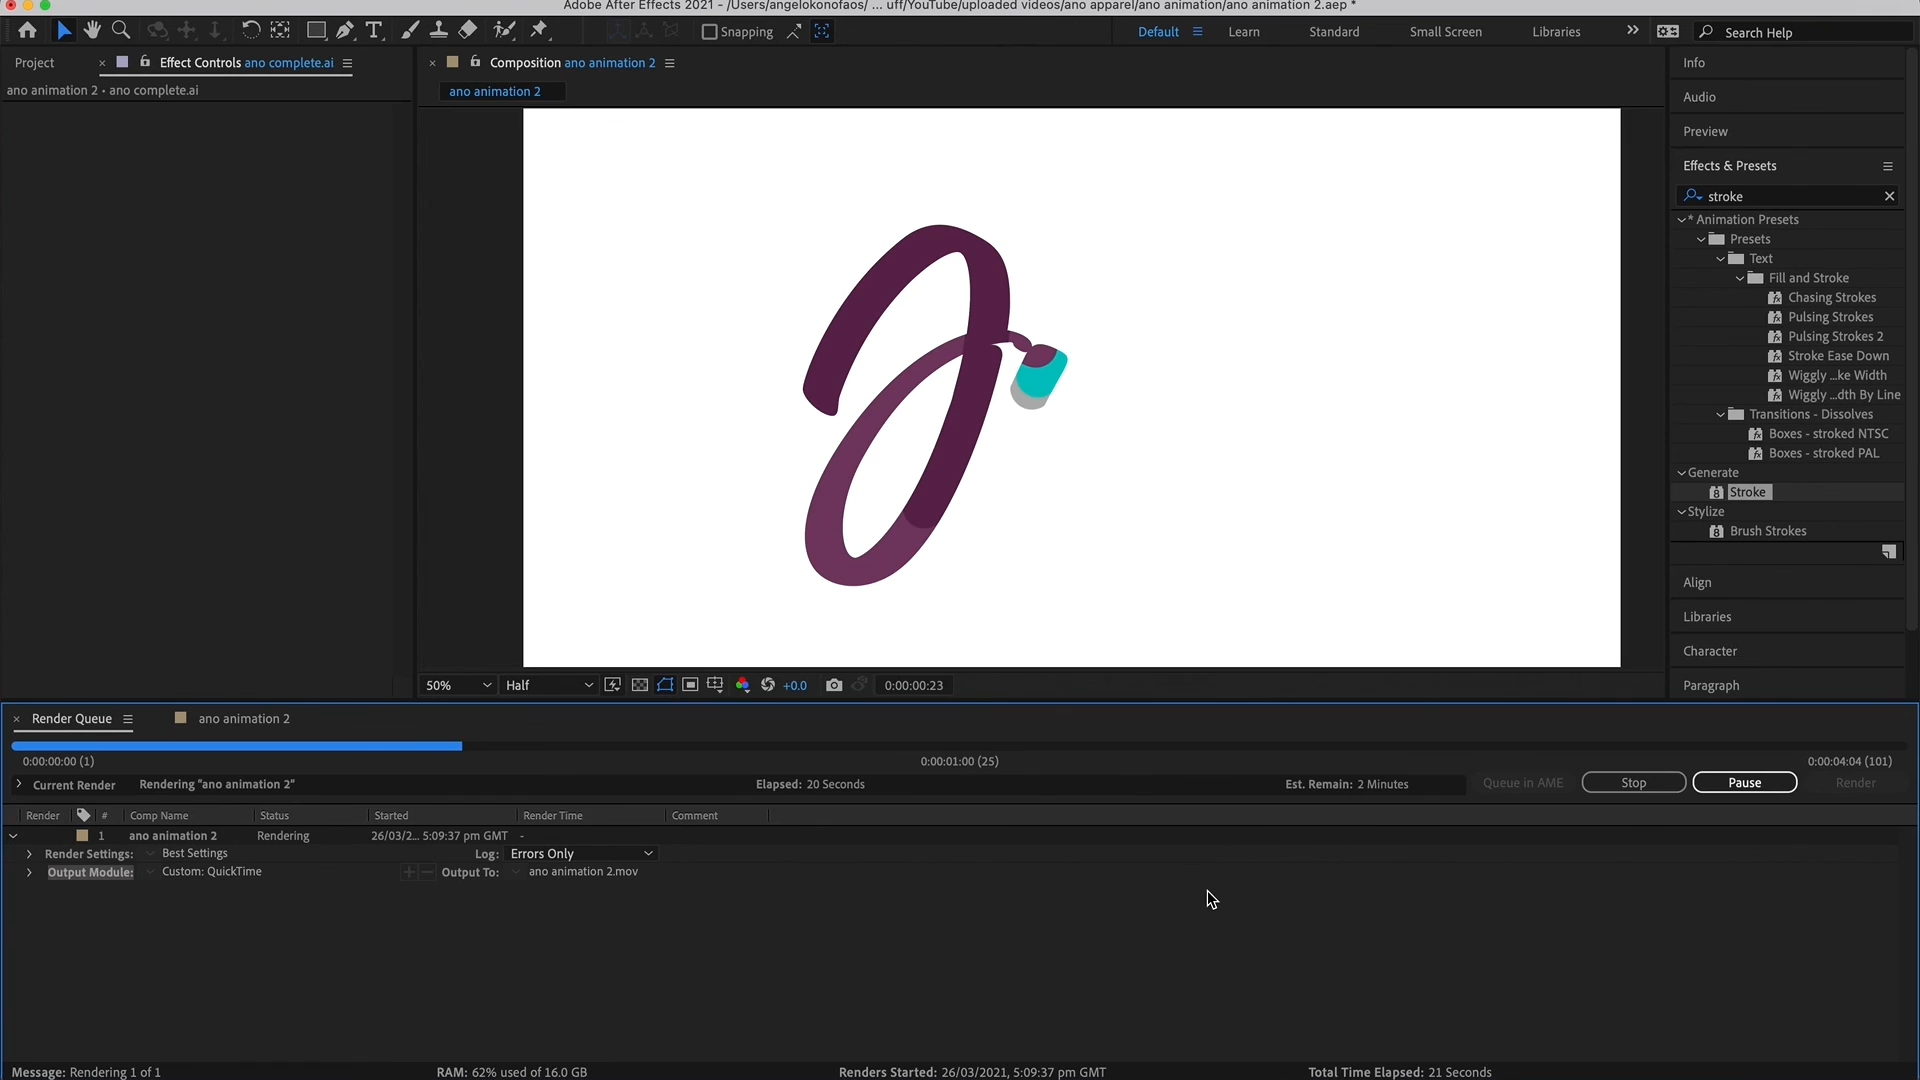 Adobe After Effects 2021 - /Users/angelokonofaos/ ... uff/YouTube/uploaded videos/ano apparel/ano animation/ano animation 2.aep *
Snapping
Default
Learn
Standard
Small Screen
Libraries
Search Help
Project
Effect Controls ano complete.ai
ano animation 2 • ano complete.ai
Composition ano animation 2
ano animation 2
Info
Audio
Preview
Effects & Presets
stroke
* Animation Presets
Presets
Text
Fill and Stroke
Chasing Strokes
Pulsing Strokes
Pulsing Strokes 2
Stroke Ease Down
Wiggly ...ke Width
Wiggly ...dth By Line
Transitions - Dissolves
Boxes - stroked NTSC
Boxes - stroked PAL
Generate
Stroke
Stylize
Brush Strokes
Align
Libraries
Character
Paragraph
50%
Half
+0.0
0:00:00:23
Render Queue
ano animation 2
0:00:00:00 (1)
0:00:01:00 (25)
0:00:04:04 (101)
Current Render
Rendering "ano animation 2"
Elapsed: 20 Seconds
Est. Remain: 2 Minutes
Queue in AME
Stop
Pause
Render
Render # Comp Name Status Started Render Time Comment
1 ano animation 2 Rendering 26/03/2... 5:09:37 pm GMT -
Render Settings: Best Settings Log: Errors Only
Output Module: Custom: QuickTime + − Output To: ano animation 2.mov
Message: Rendering 1 of 1
RAM: 62% used of 16.0 GB
Renders Started: 26/03/2021, 5:09:37 pm GMT
Total Time Elapsed: 21 Seconds